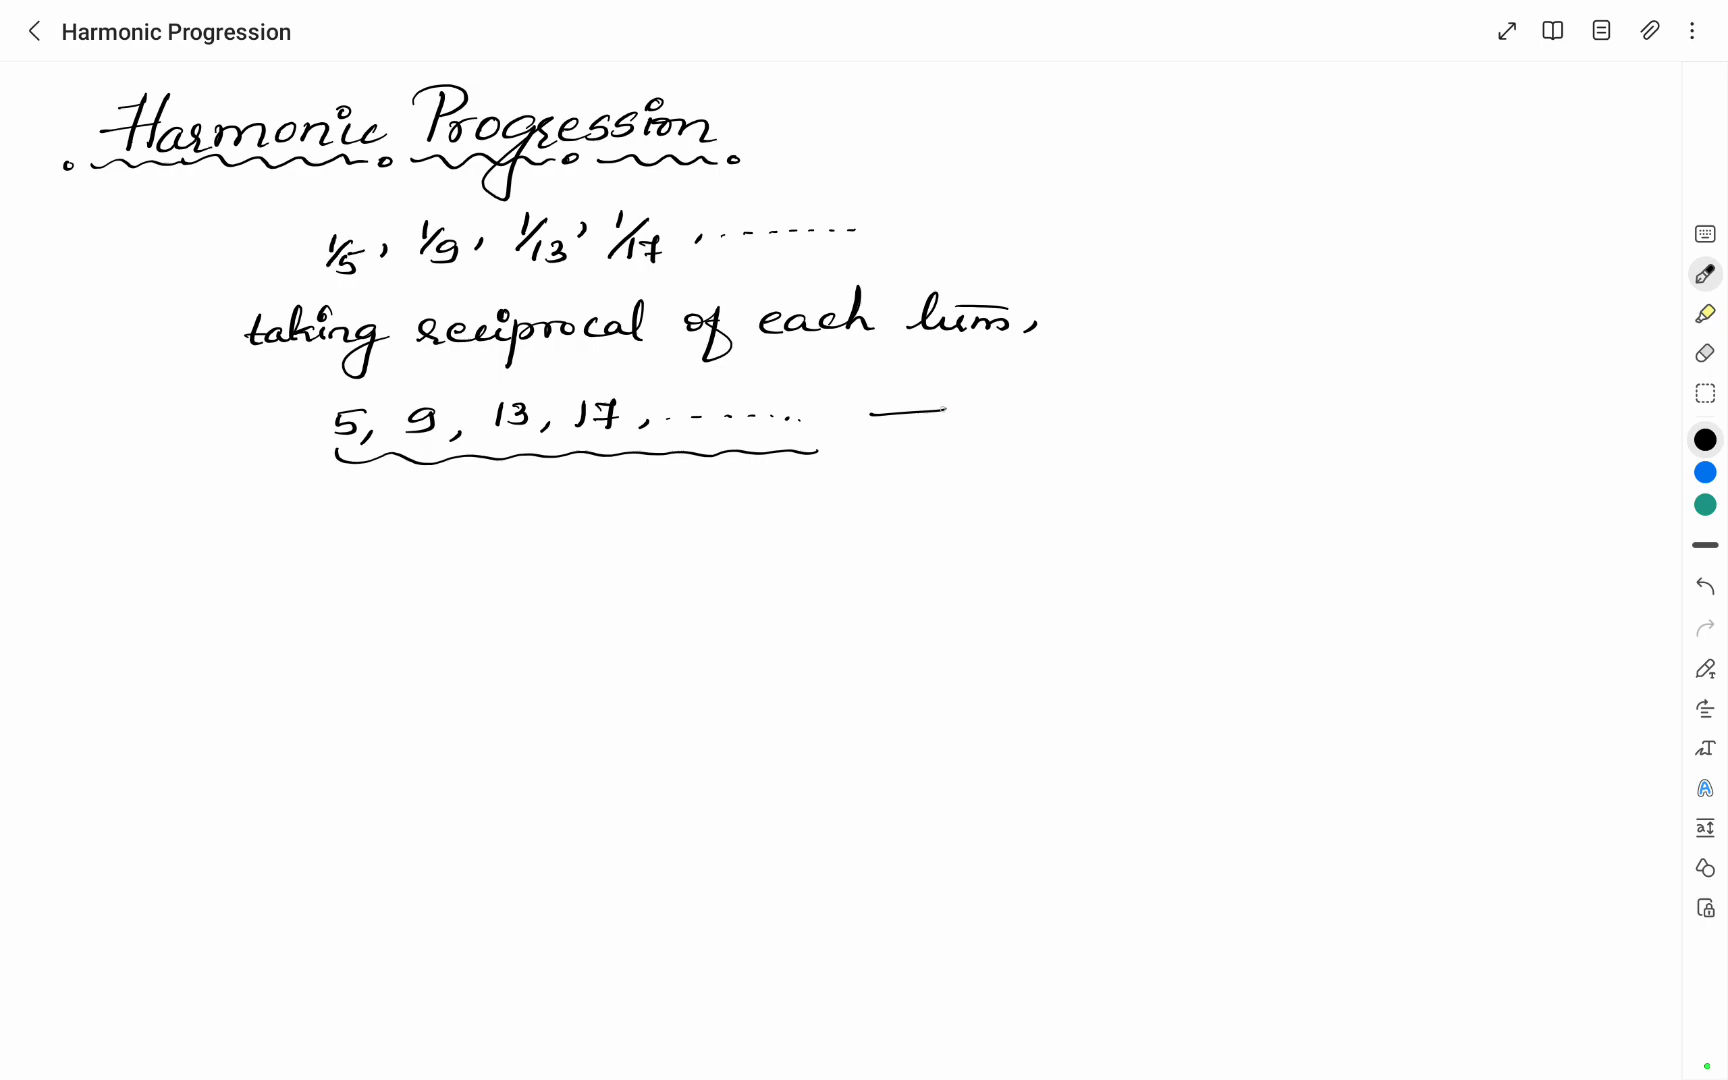 Harmonic Progression
Harmonic Progression
1/5, 1/9, 1/13, 1/17, ........
taking reciprocal of each term,
5, 9, 13, 17, ........ —